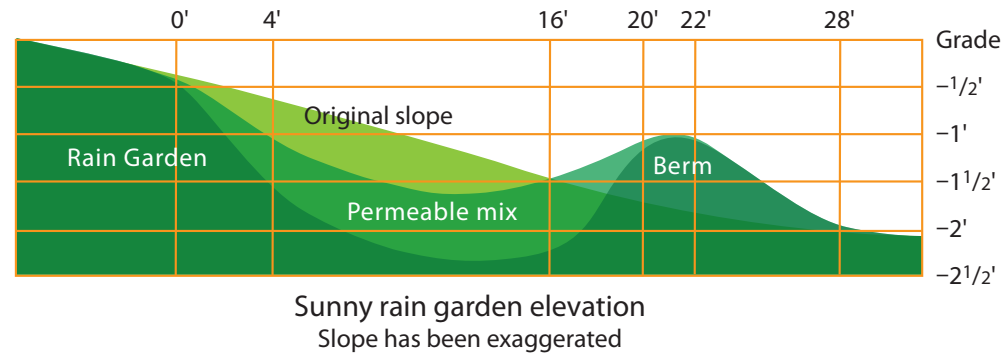 0' 4' 16' 20' 22' 28'
Grade
–1/2'
Original slope
–1'
Rain Garden
Berm
–1 1/2'
Permeable mix
–2'
–2 1/2'
Sunny rain garden elevation
Slope has been exaggerated